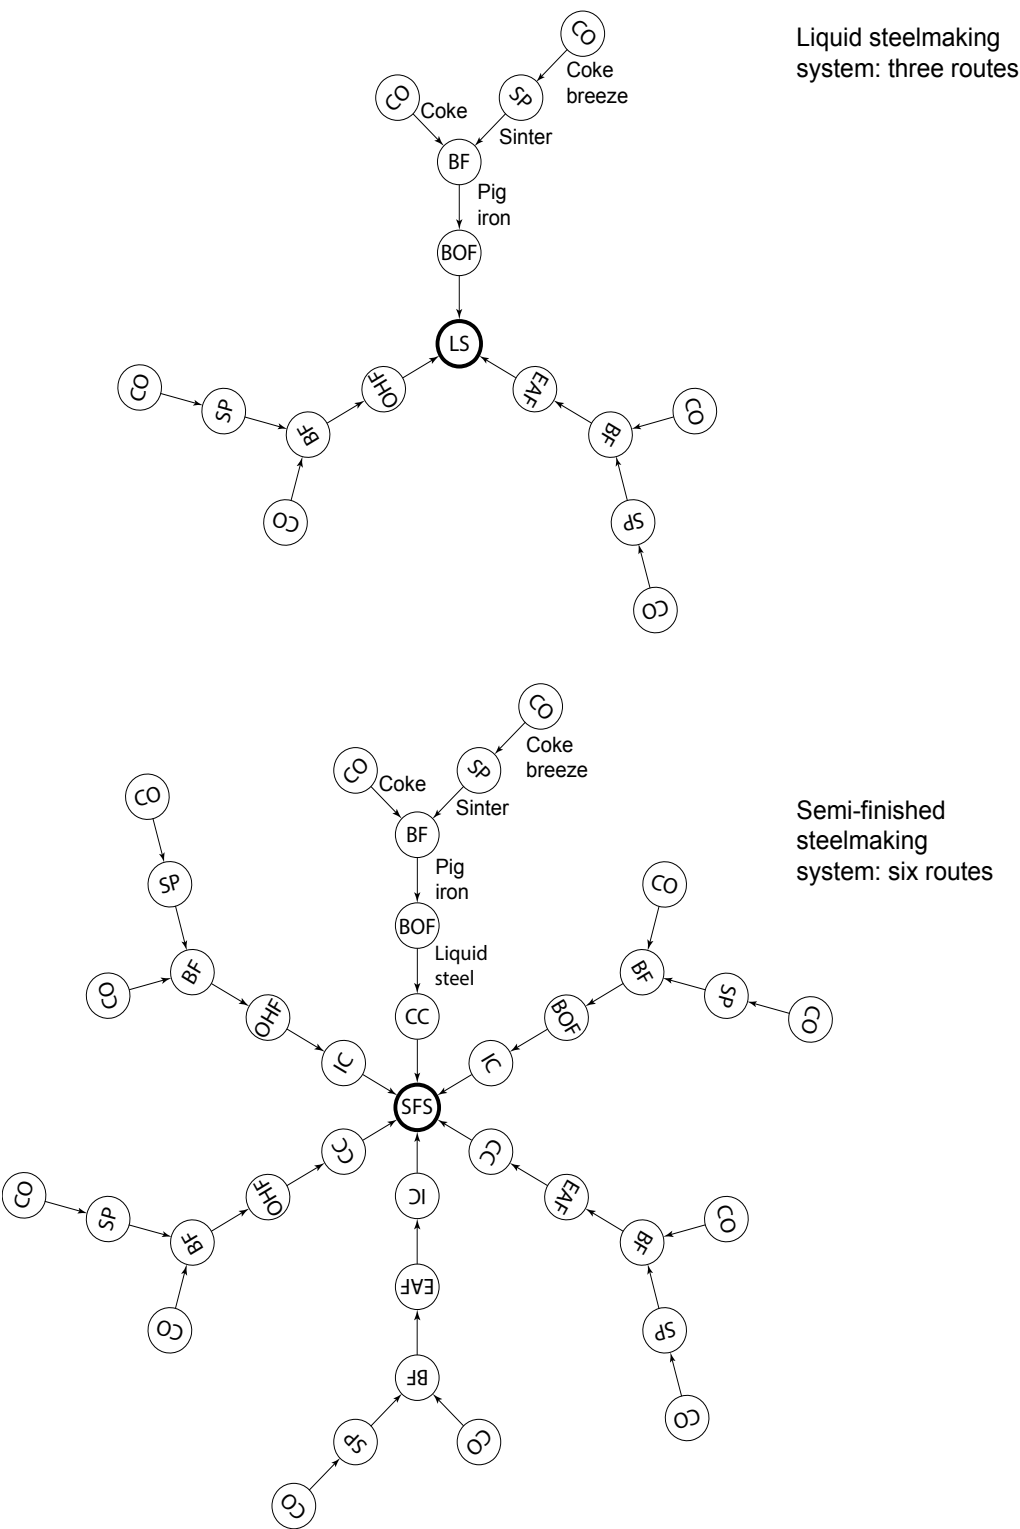 CO
Liquid steelmaking
system: three routes
Coke
breeze
CO
Coke
SP
Sinter
BF
Pig
iron
BOF
LS
CO
SP
BF
OHF
CO
EAF
BF
CO
SP
CO
CO
Coke
breeze
CO
Coke
SP
Sinter
BF
Pig
iron
BOF
Liquid
steel
CC
Semi-finished
steelmaking
system: six routes
CO
SP
BF
CO
OHF
IC
CO
BF
SP
CO
BOF
IC
SFS
CO
SP
BF
OHF
CC
CO
IC
EAF
BF
SP
CO
CO
CC
EAF
BF
CO
SP
CO